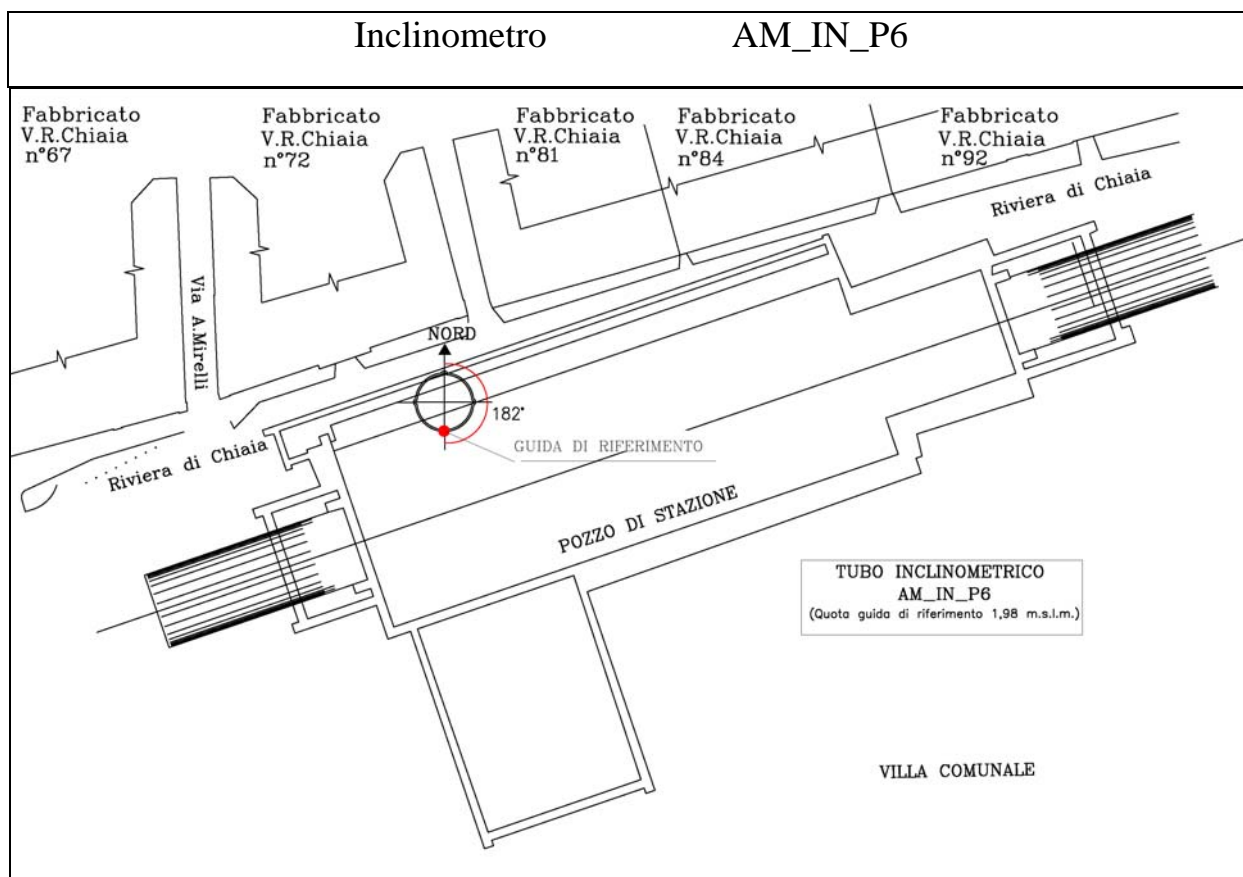 Inclinometro AM_IN_P6
Fabbricato
V.R.Chiaia
n°67
Fabbricato
V.R.Chiaia
n°72
Fabbricato
V.R.Chiaia
n°81
Fabbricato
V.R.Chiaia
n°84
Fabbricato
V.R.Chiaia
n°92
Riviera di Chiaia
Via A.Mirelli
NORD
182°
GUIDA DI RIFERIMENTO
Riviera di Chiaia
POZZO DI STAZIONE
TUBO INCLINOMETRICO
AM_IN_P6
(Quota guida di riferimento 1,98 m.s.l.m.)
VILLA COMUNALE